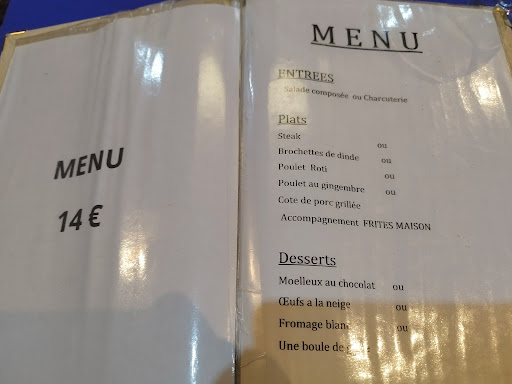 MENU
14 €
MENU
ENTREES
Salade composée ou Charcuterie
Plats
Steak ou
Brochettes de dinde ou
Poulet Roti ou
Poulet au gingembre ou
Cote de porc grillée
Accompagnement FRITES MAISON
Desserts
Moelleux au chocolat ou
Œufs a la neige ou
Fromage blanc ou
Une boule de